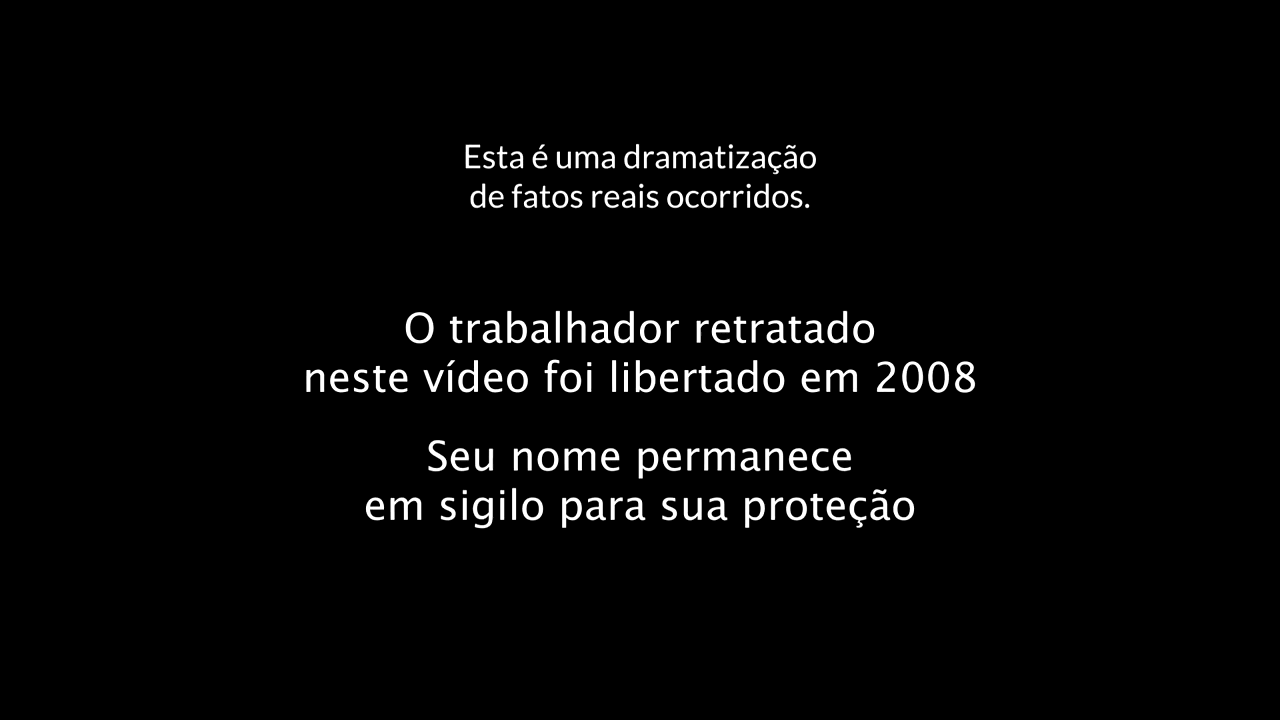 Esta é uma dramatização
de fatos reais ocorridos.
O trabalhador retratado
neste vídeo foi libertado em 2008
Seu nome permanece
em sigilo para sua proteção